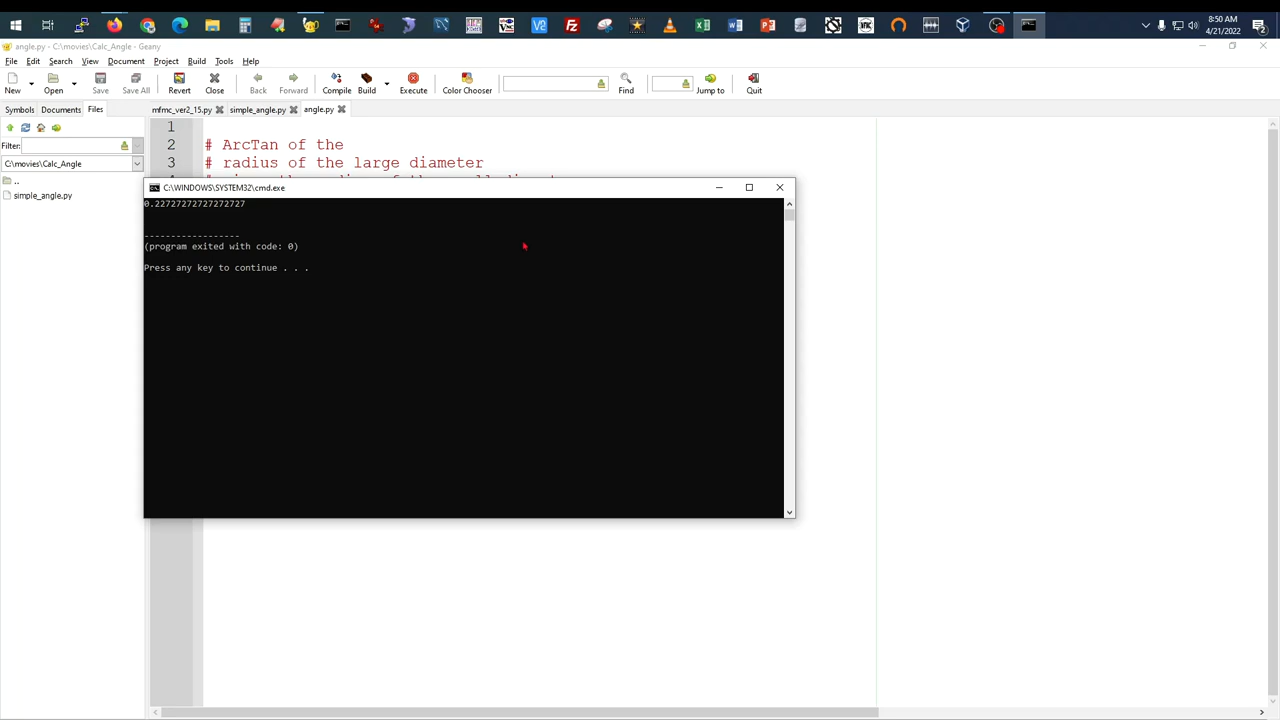 8:50 AM
4/21/2022
angle.py - C:\movies\Calc_Angle - Geany
File Edit Search View Document Project Build Tools Help
New Open Save Save All Revert Close Back Forward Compile Build Execute Color Chooser Find Jump to Quit
Symbols Documents Files mfmc_ver2_15.py simple_angle.py angle.py
1
2 # ArcTan of the
Filter:
3 # radius of the large diameter
C:\movies\Calc_Angle
..
simple_angle.py
C:\WINDOWS\SYSTEM32\cmd.exe
0.22727272727272727
------------------
(program exited with code: 0)
Press any key to continue . . .